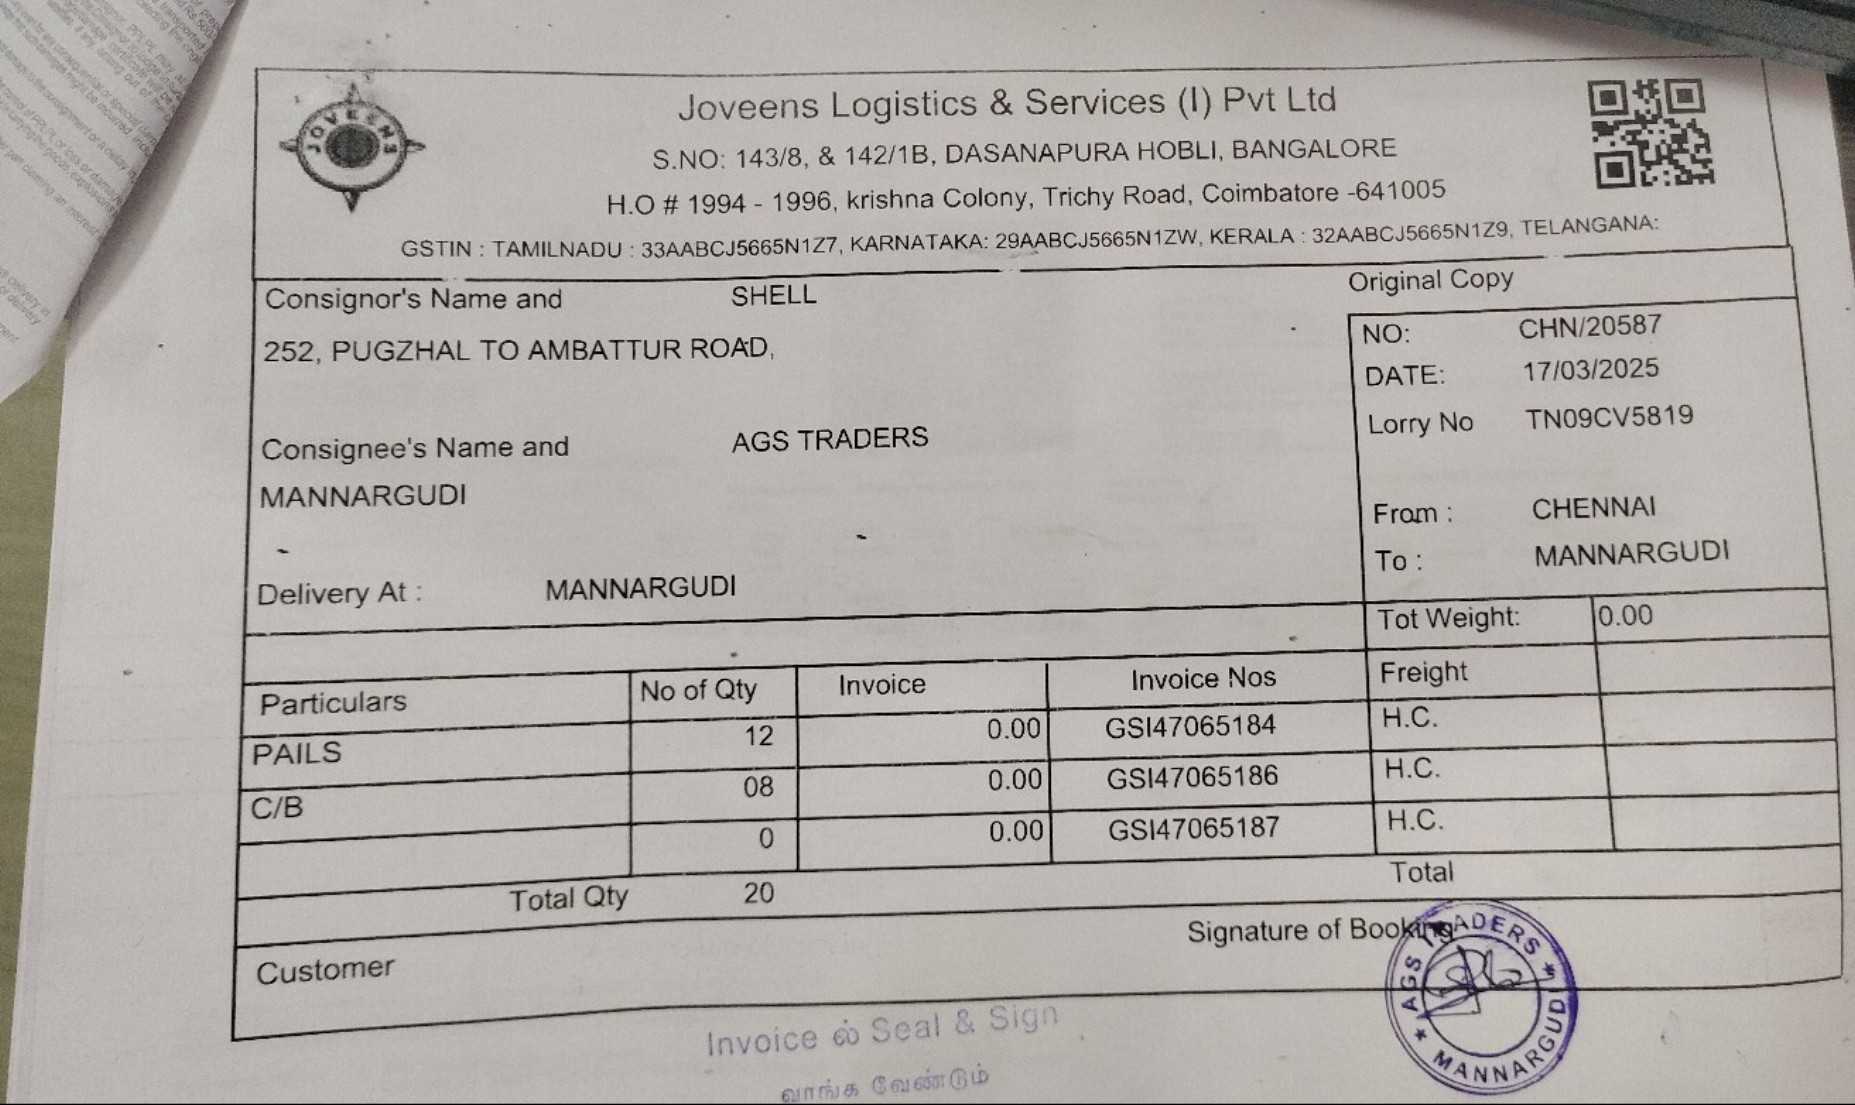 JOVEENS
Joveens Logistics & Services (I) Pvt Ltd
S.NO: 143/8, & 142/1B, DASANAPURA HOBLI, BANGALORE
H.O # 1994 - 1996, krishna Colony, Trichy Road, Coimbatore -641005
GSTIN : TAMILNADU : 33AABCJ5665N1Z7, KARNATAKA: 29AABCJ5665N1ZW, KERALA : 32AABCJ5665N1Z9, TELANGANA:
Original Copy
Consignor's Name and SHELL
252, PUGZHAL TO AMBATTUR ROAD,
NO: CHN/20587
DATE: 17/03/2025
Lorry No TN09CV5819
Consignee's Name and AGS TRADERS
MANNARGUDI
From : CHENNAI
To : MANNARGUDI
Delivery At : MANNARGUDI
Tot Weight: 0.00
Particulars No of Qty Invoice Invoice Nos Freight
PAILS 12 0.00 GSI47065184 H.C.
C/B 08 0.00 GSI47065186 H.C.
0 0.00 GSI47065187 H.C.
Total Qty 20 Total
Signature of Booking
Customer
AGS TRADERS
MANNARGUDI
Invoice ல் Seal & Sign
வாங்க வேண்டும்